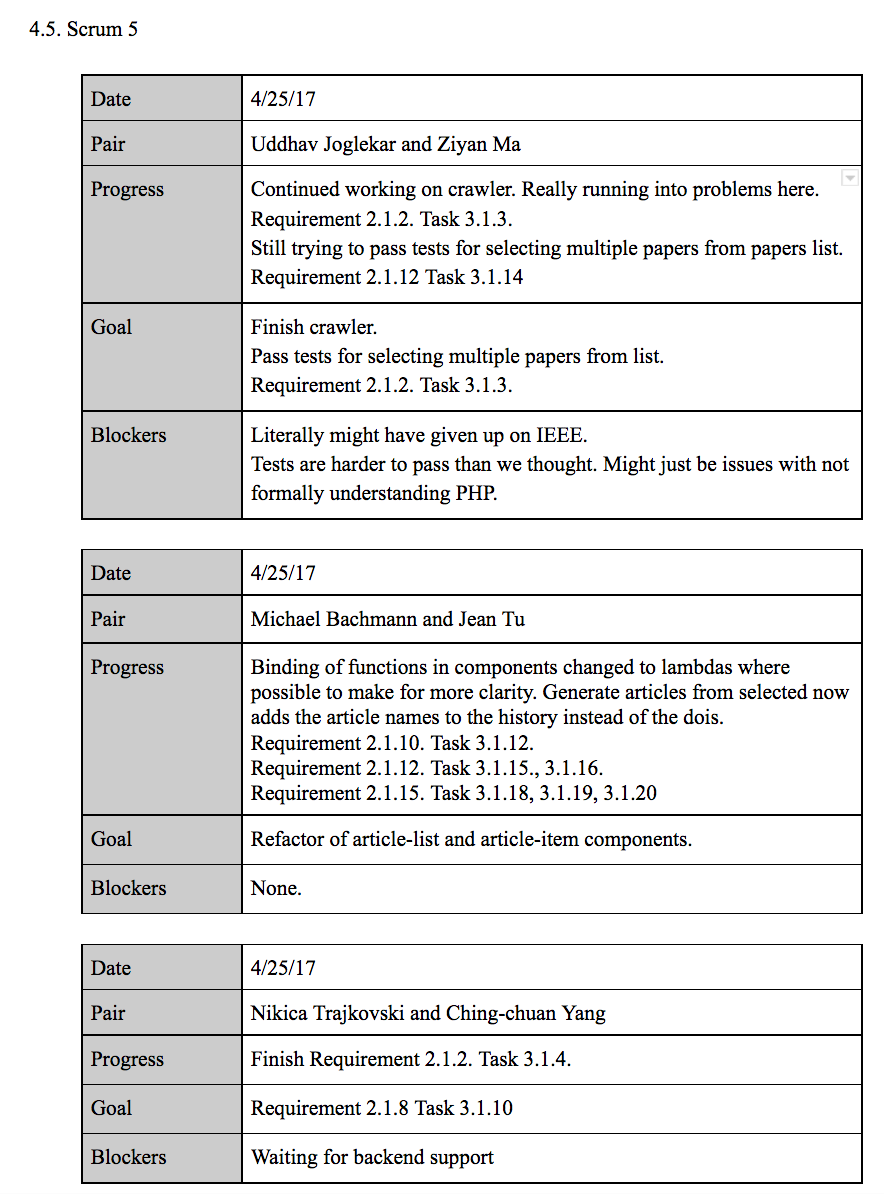 4.5. Scrum 5
Date
4/25/17
Pair
Uddhav Joglekar and Ziyan Ma
Progress
Continued working on crawler. Really running into problems here.
Requirement 2.1.2. Task 3.1.3.
Still trying to pass tests for selecting multiple papers from papers list.
Requirement 2.1.12 Task 3.1.14
Goal
Finish crawler.
Pass tests for selecting multiple papers from list.
Requirement 2.1.2. Task 3.1.3.
Blockers
Literally might have given up on IEEE.
Tests are harder to pass than we thought. Might just be issues with not
formally understanding PHP.
Date
4/25/17
Pair
Michael Bachmann and Jean Tu
Progress
Binding of functions in components changed to lambdas where
possible to make for more clarity. Generate articles from selected now
adds the article names to the history instead of the dois.
Requirement 2.1.10. Task 3.1.12.
Requirement 2.1.12. Task 3.1.15., 3.1.16.
Requirement 2.1.15. Task 3.1.18, 3.1.19, 3.1.20
Goal
Refactor of article-list and article-item components.
Blockers
None.
Date
4/25/17
Pair
Nikica Trajkovski and Ching-chuan Yang
Progress
Finish Requirement 2.1.2. Task 3.1.4.
Goal
Requirement 2.1.8 Task 3.1.10
Blockers
Waiting for backend support